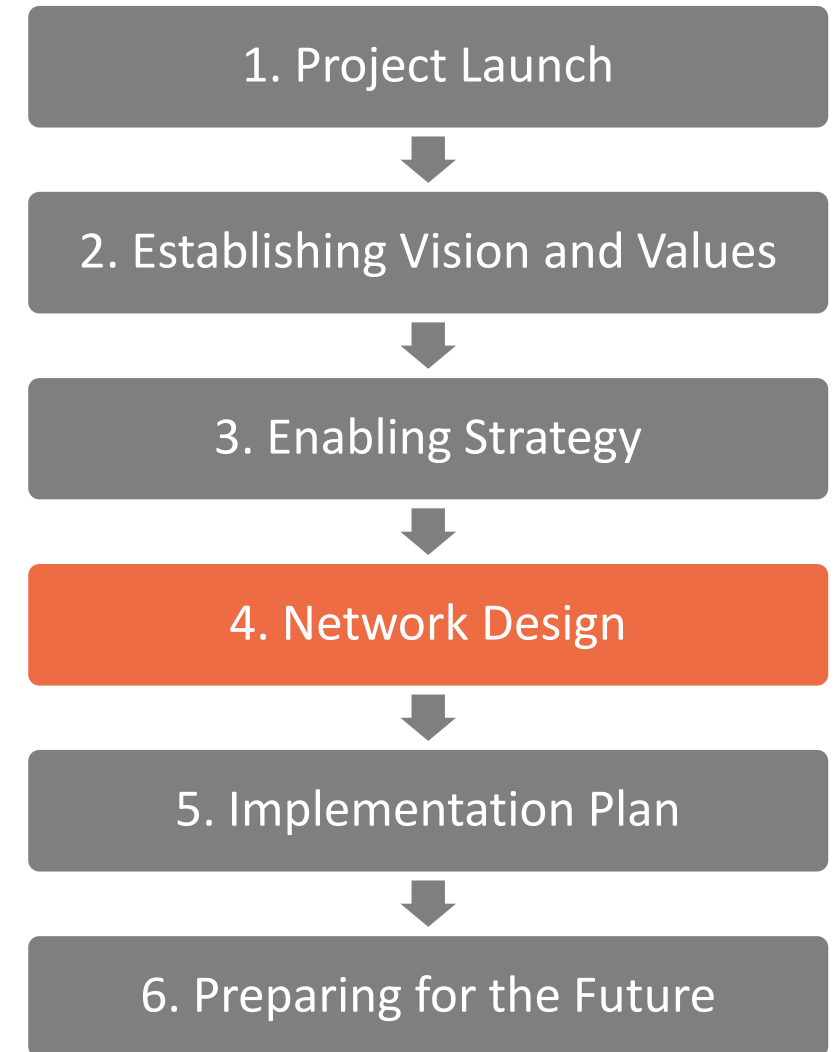 1. Project Launch
2. Establishing Vision and Values
3. Enabling Strategy
4. Network Design
5. Implementation Plan
6. Preparing for the Future